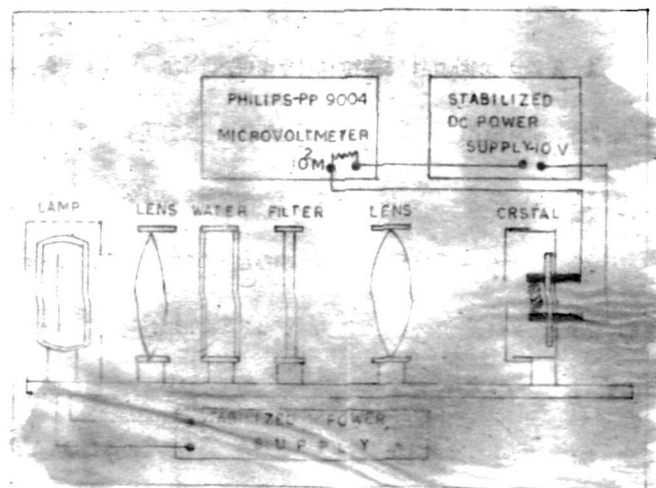 PHILIPS-PP 9004
MICROVOLTMETER
STABILIZED
DC POWER
SUPPLY-10 V
LAMP
LENS
WATER
FILTER
LENS
CRSTAL
POWER
SUPPLY